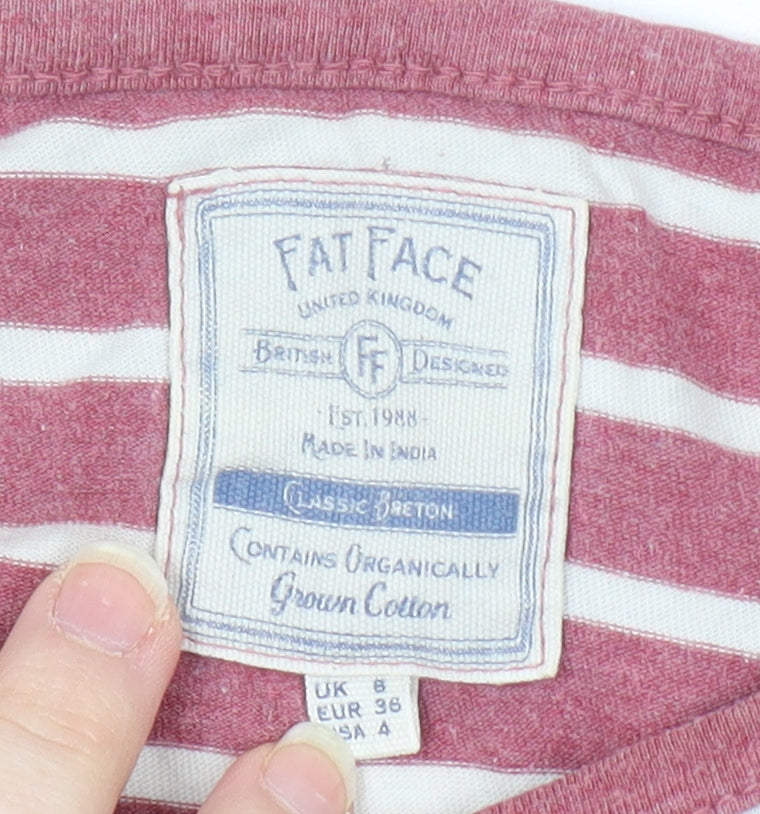 FAT FACE
UNITED KINGDOM
BRITISH FF DESIGNED
· EST. 1988 ·
MADE IN INDIA
CLASSIC BRETON
CONTAINS ORGANICALLY
Grown Cotton
UK 8
EUR 36
USA 4